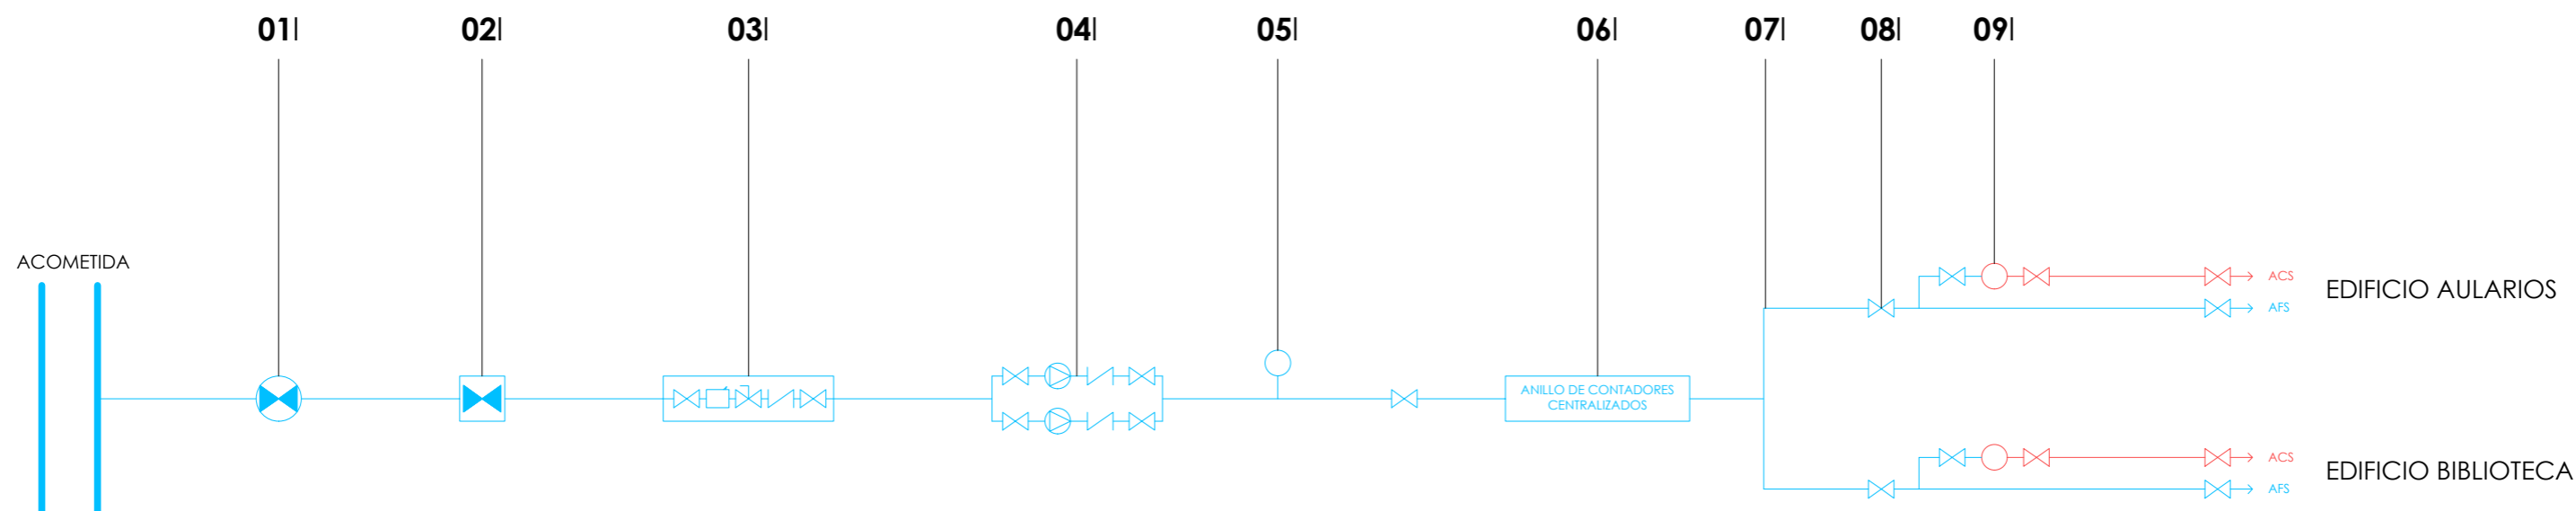 01|
02|
03|
04|
05|
06|
07|
08|
09|
ACOMETIDA
ANILLO DE CONTADORES
CENTRALIZADOS
ACS
AFS
EDIFICIO AULARIOS
ACS
AFS
EDIFICIO BIBLIOTECA